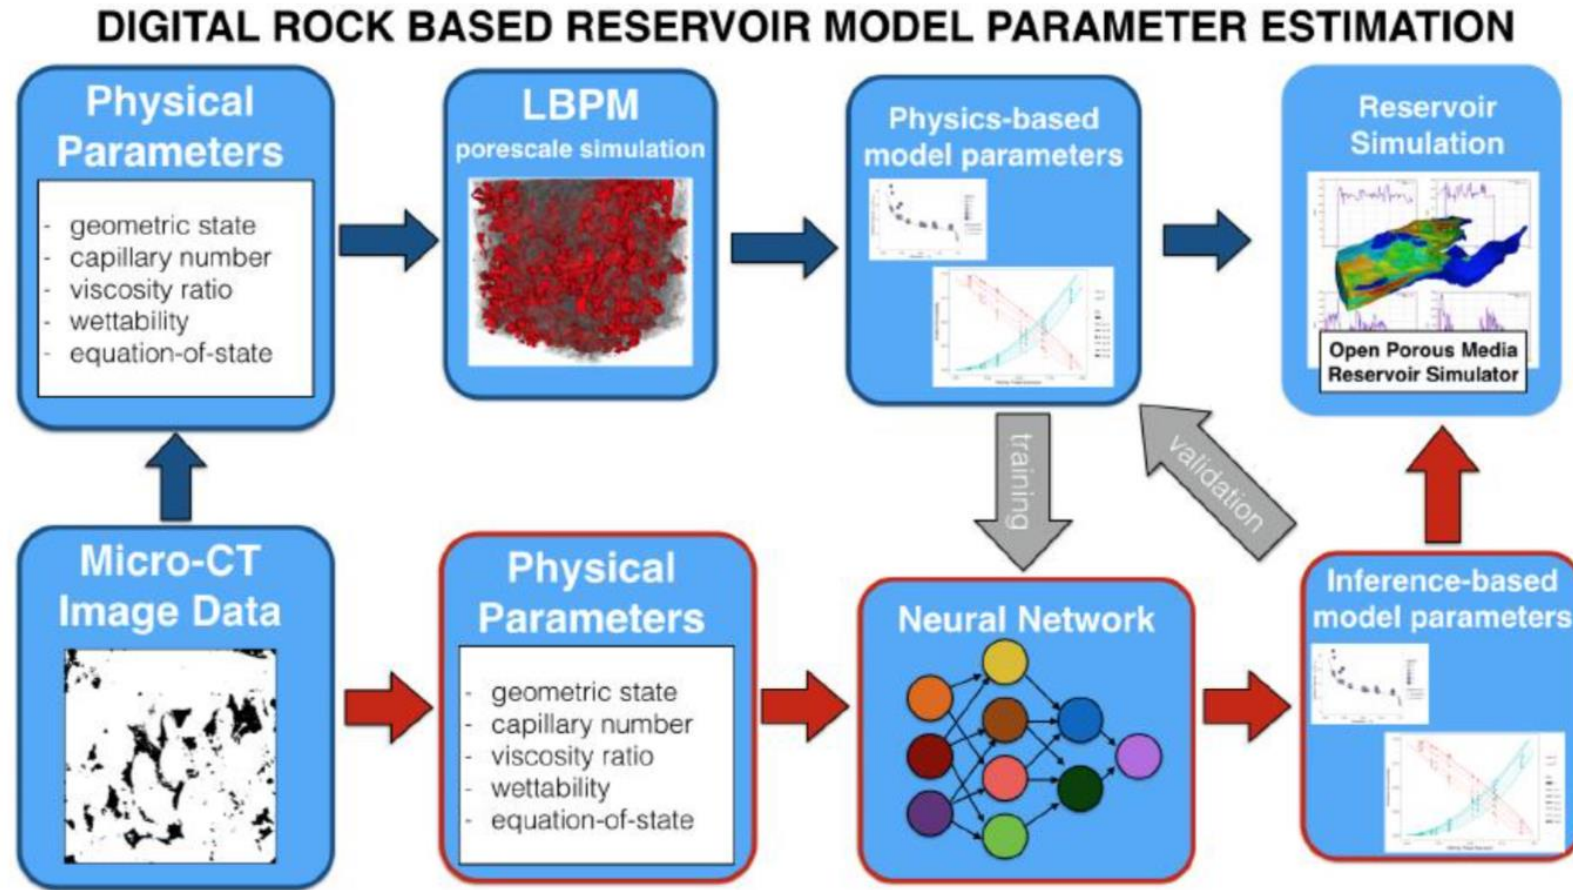 DIGITAL ROCK BASED RESERVOIR MODEL PARAMETER ESTIMATION
Physical
Parameters
- geometric state
- capillary number
- viscosity ratio
- wettability
- equation-of-state
LBPM
porescale simulation
Physics-based
model parameters
Reservoir
Simulation
Open Porous Media
Reservoir Simulator
training
validation
Micro-CT
Image Data
Physical
Parameters
- geometric state
- capillary number
- viscosity ratio
- wettability
- equation-of-state
Neural Network
Inference-based
model parameters